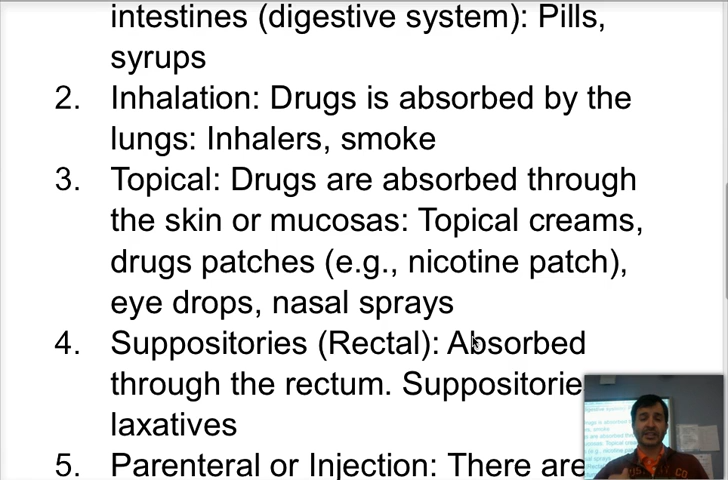 intestines (digestive system): Pills,
syrups
2. Inhalation: Drugs is absorbed by the
lungs: Inhalers, smoke
3. Topical: Drugs are absorbed through
the skin or mucosas: Topical creams,
drugs patches (e.g., nicotine patch),
eye drops, nasal sprays
4. Suppositories (Rectal): Absorbed
through the rectum. Suppositorie
laxatives
5. Parenteral or Injection: There are